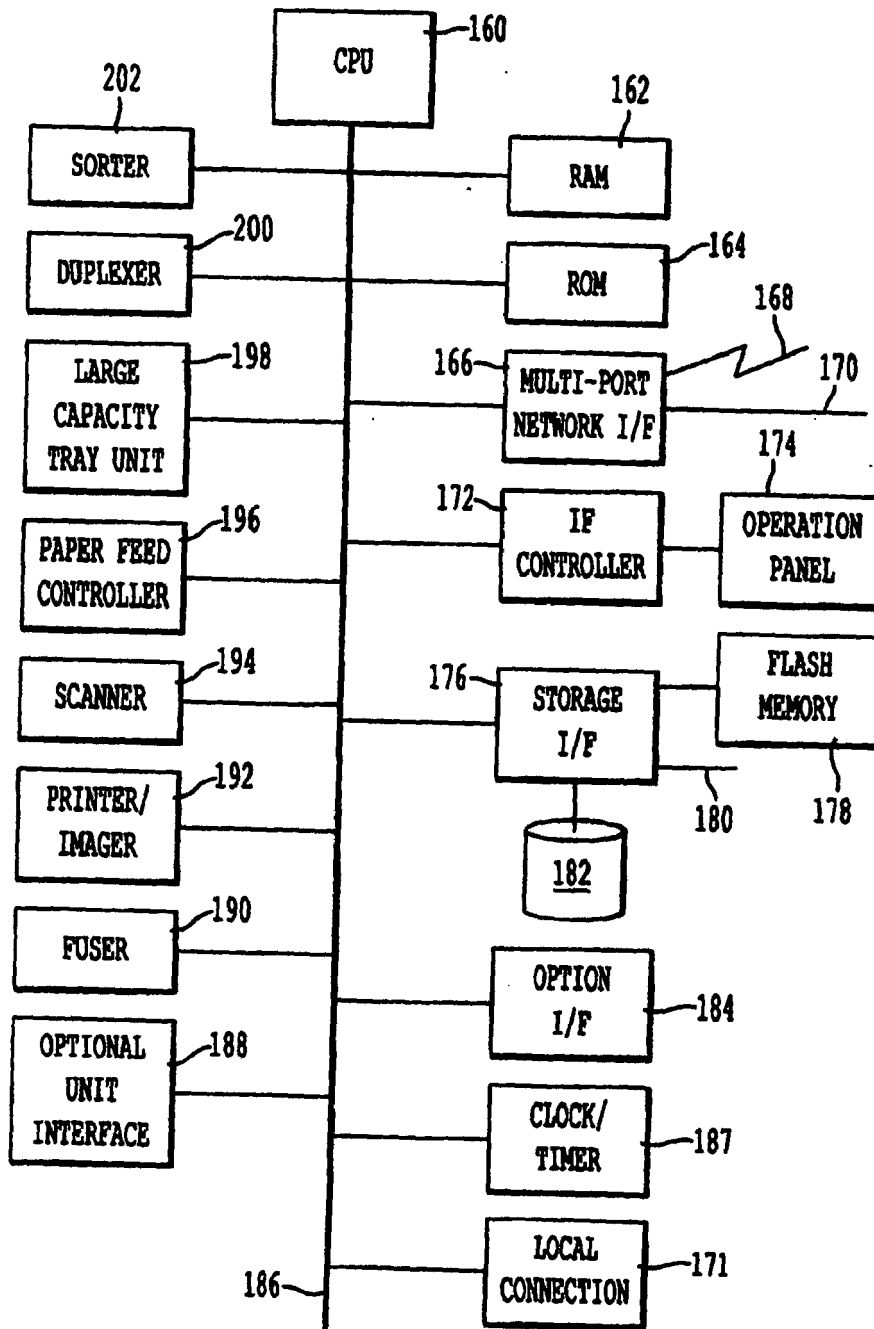 CPU
160
202
SORTER
162
RAM
200
DUPLEXER
164
ROM
198
LARGE
CAPACITY
TRAY UNIT
166
MULTI-PORT
NETWORK I/F
168
170
196
PAPER FEED
CONTROLLER
172
IF
CONTROLLER
174
OPERATION
PANEL
194
SCANNER
176
STORAGE
I/F
FLASH
MEMORY
178
180
182
192
PRINTER/
IMAGER
190
FUSER
OPTION
I/F
184
188
OPTIONAL
UNIT
INTERFACE
CLOCK/
TIMER
187
LOCAL
CONNECTION
171
186